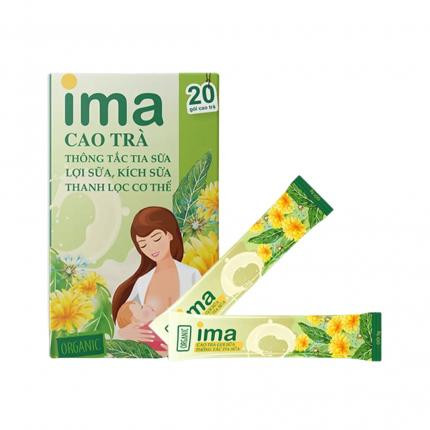 ima
20
gói cao trà
CAO TRÀ
THÔNG TẮC TIA SỮA
LỢI SỮA, KÍCH SỮA
THANH LỌC CƠ THỂ
ORGANIC
ima
ORGANIC
ima
CAO TRÀ LỢI SỮA
THÔNG TẮC TIA SỮA